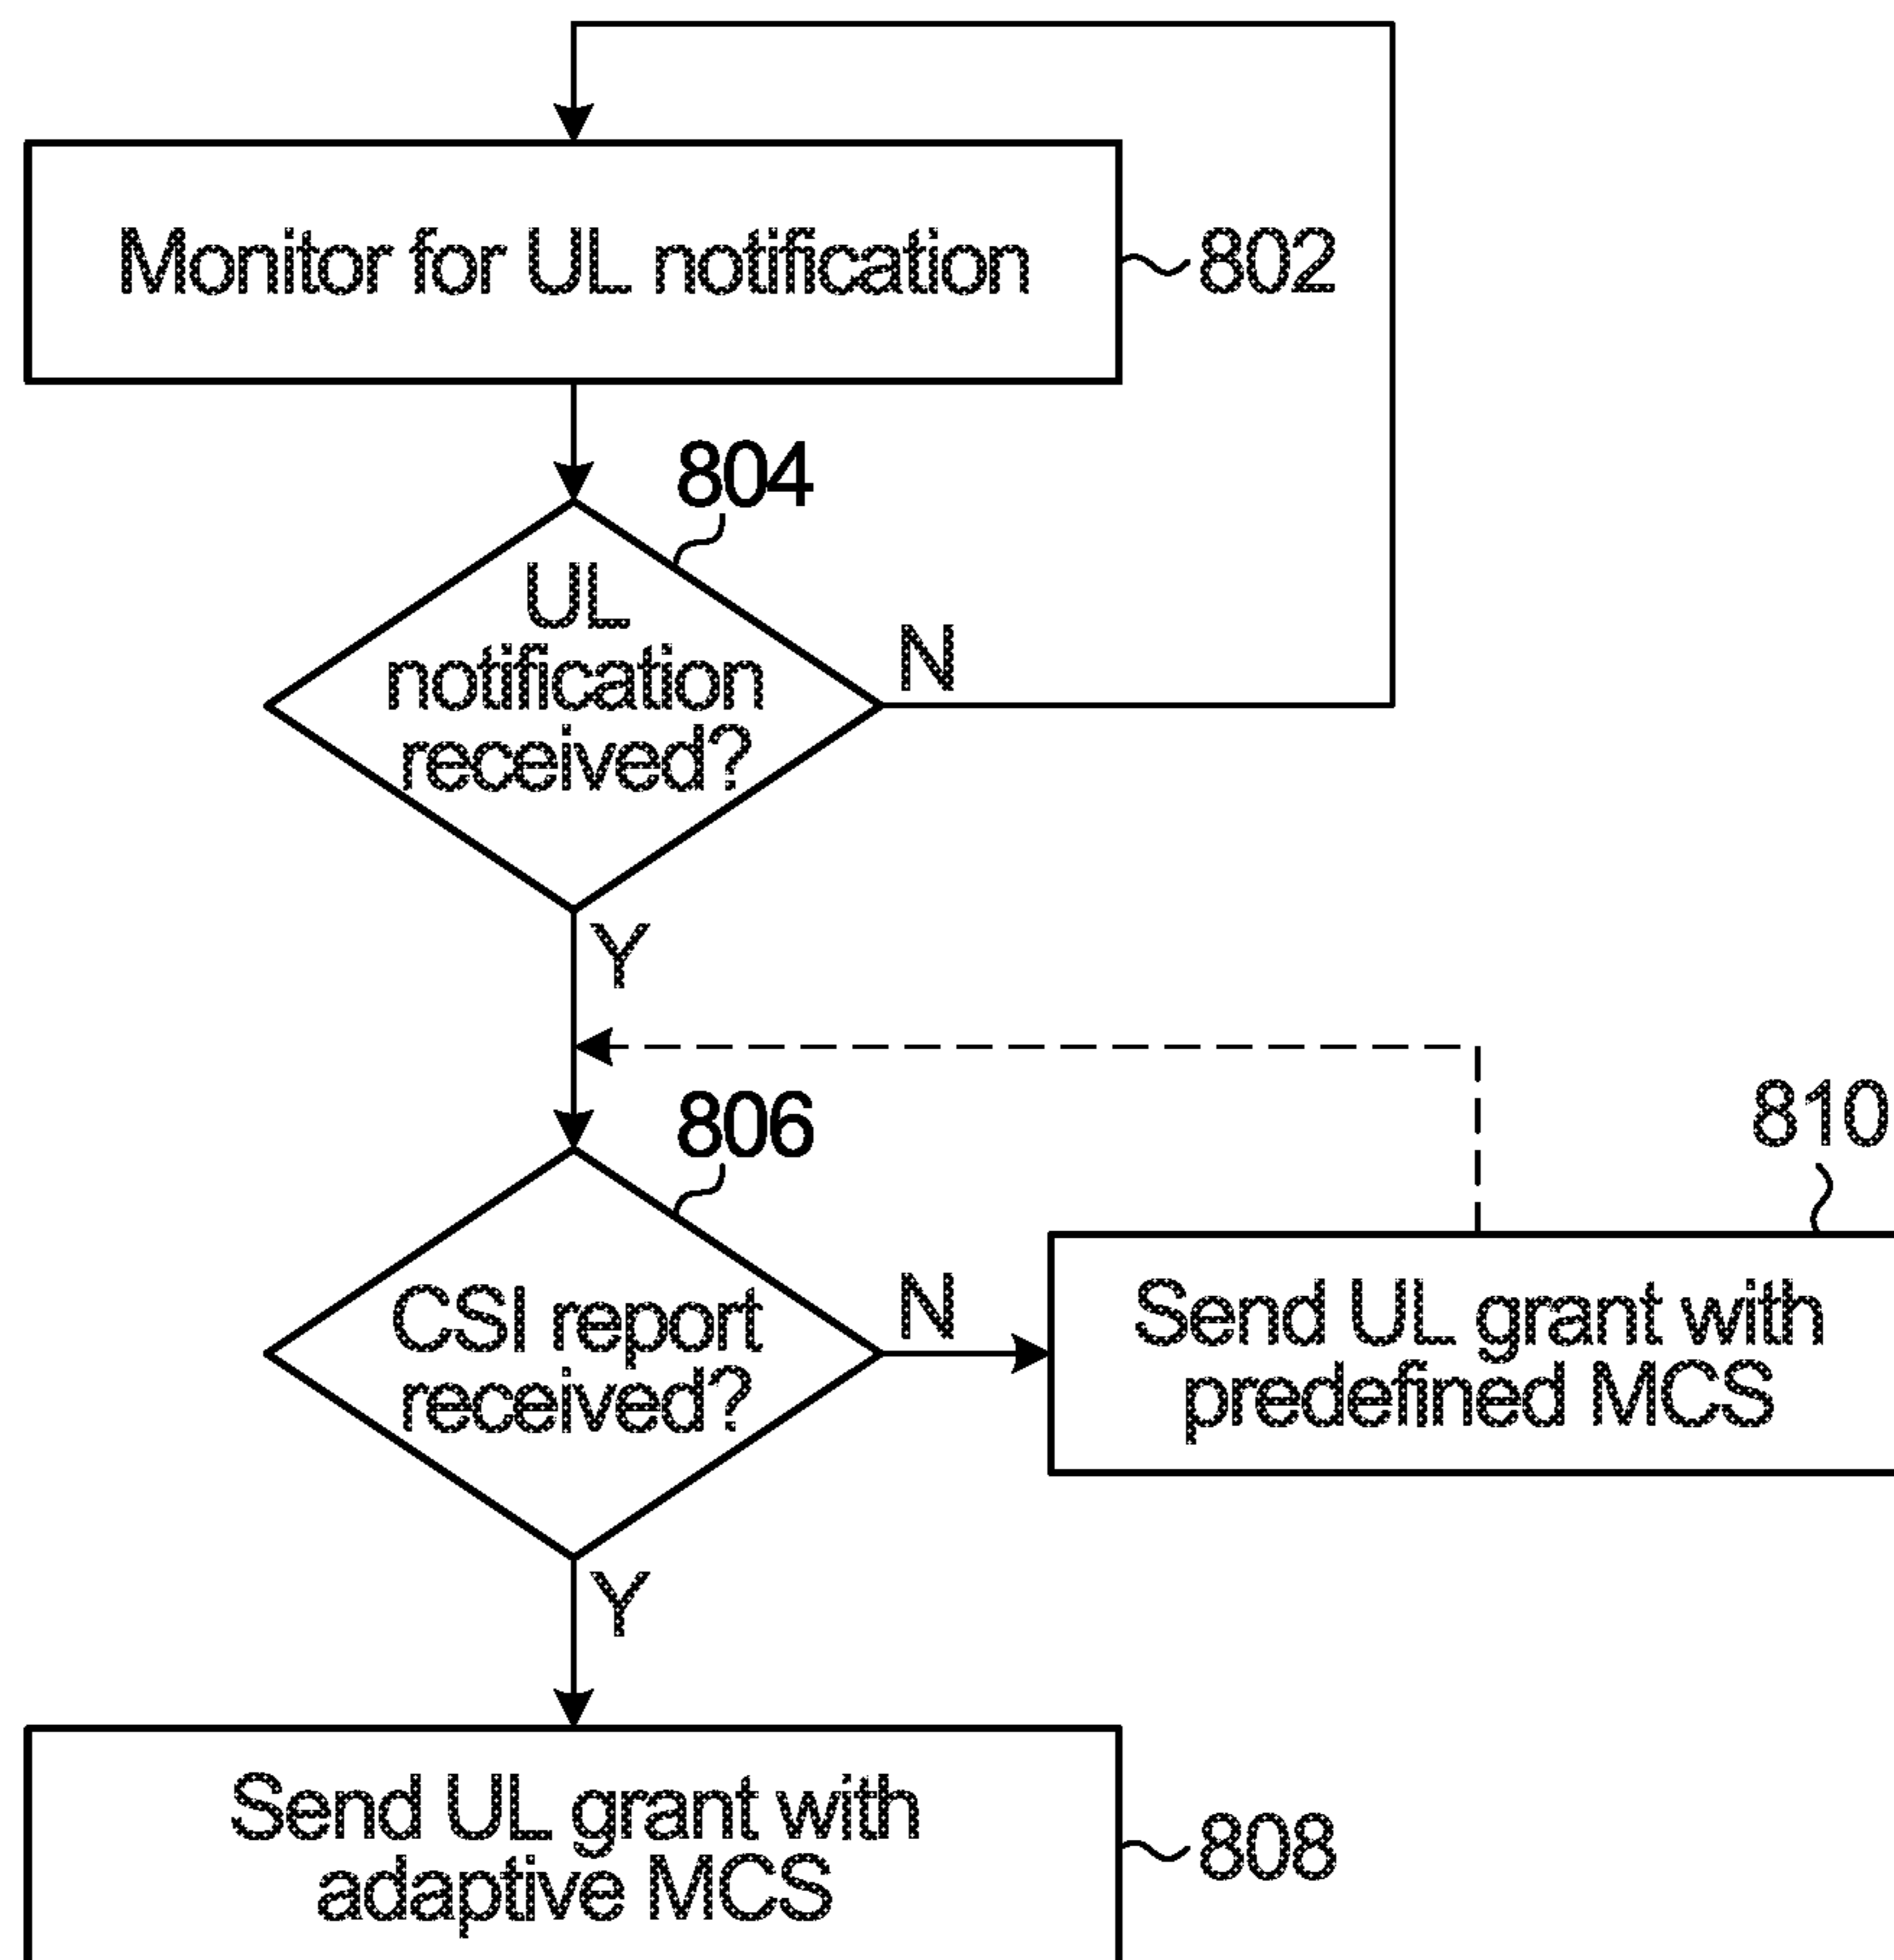 Monitor for UL notification
802
804
UL
notification
received?
N
Y
806
810
CSI report
received?
N
Send UL grant with
predefined MCS
Y
Send UL grant with
adaptive MCS
808